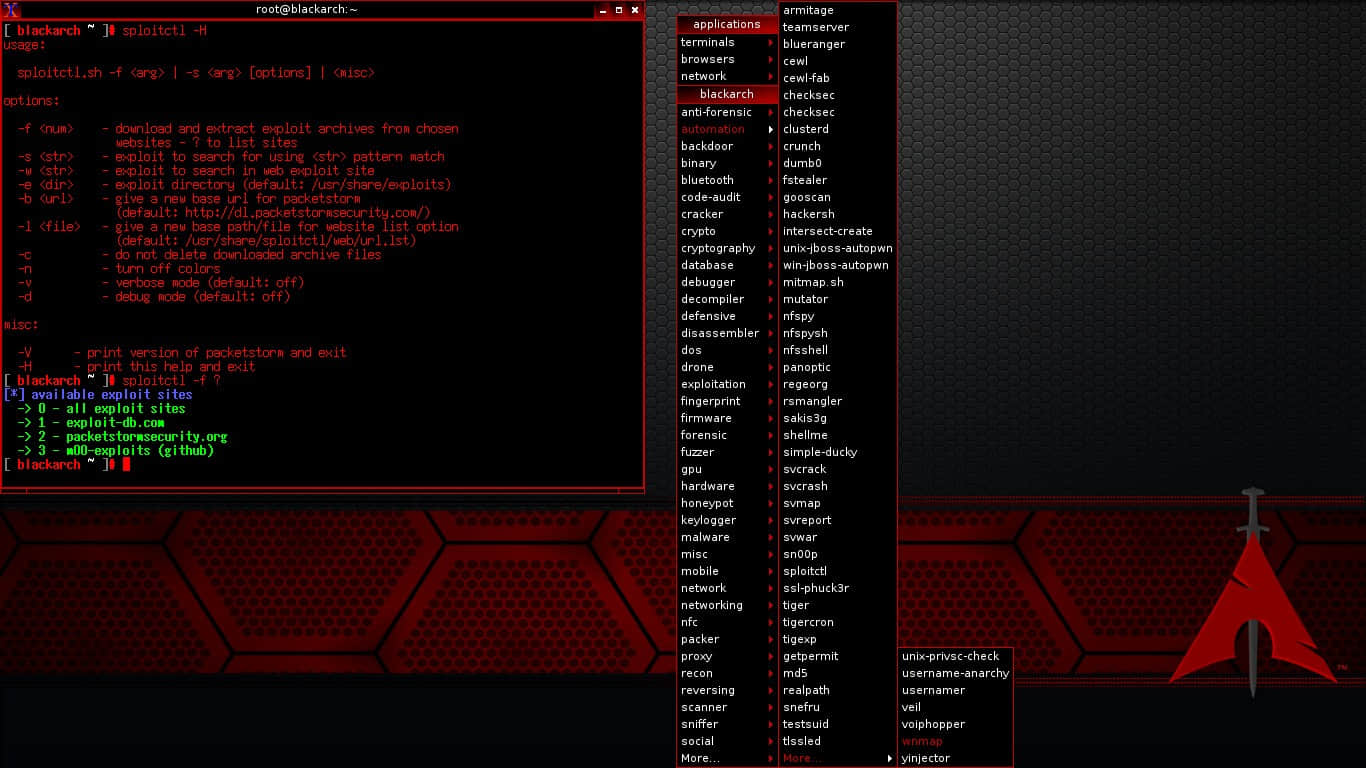 root@blackarch:~
[ blackarch ~ ]# sploitctl -H
usage:
sploitctl.sh -f <arg> | -s <arg> [options] | <misc>
options:
-f <num> - download and extract exploit archives from chosen
websites - ? to list sites
-s <str> - exploit to search for using <str> pattern match
-w <str> - exploit to search in web exploit site
-e <dir> - exploit directory (default: /usr/share/exploits)
-b <url> - give a new base url for packetstorm
(default: http://dl.packetstormsecurity.com/)
-l <file> - give a new base path/file for website list option
(default: /usr/share/sploitctl/web/url.lst)
-c - do not delete downloaded archive files
-n - turn off colors
-v - verbose mode (default: off)
-d - debug mode (default: off)
misc:
-V - print version of packetstorm and exit
-H - print this help and exit
[ blackarch ~ ]# sploitctl -f ?
[*] available exploit sites
-> 0 - all exploit sites
-> 1 - exploit-db.com
-> 2 - packetstormsecurity.org
-> 3 - m00-exploits (github)
[ blackarch ~ ]#
applications
terminals
browsers
network
blackarch
anti-forensic
automation
backdoor
binary
bluetooth
code-audit
cracker
crypto
cryptography
database
debugger
decompiler
defensive
disassembler
dos
drone
exploitation
fingerprint
firmware
forensic
fuzzer
gpu
hardware
honeypot
keylogger
malware
misc
mobile
network
networking
nfc
packer
proxy
recon
reversing
scanner
sniffer
social
More...
armitage
teamserver
blueranger
cewl
cewl-fab
checksec
checksec
clusterd
crunch
dumb0
fstealer
gooscan
hackersh
intersect-create
unix-jboss-autopwn
win-jboss-autopwn
mitmap.sh
mutator
nfspy
nfspysh
nfsshell
panoptic
regeorg
rsmangler
sakis3g
shellme
simple-ducky
svcrack
svcrash
svmap
svreport
svwar
sn00p
sploitctl
ssl-phuck3r
tiger
tigercron
tigexp
getpermit
md5
realpath
snefru
testsuid
tlssled
More...
unix-privsc-check
username-anarchy
usernamer
veil
voiphopper
wnmap
yinjector
TM